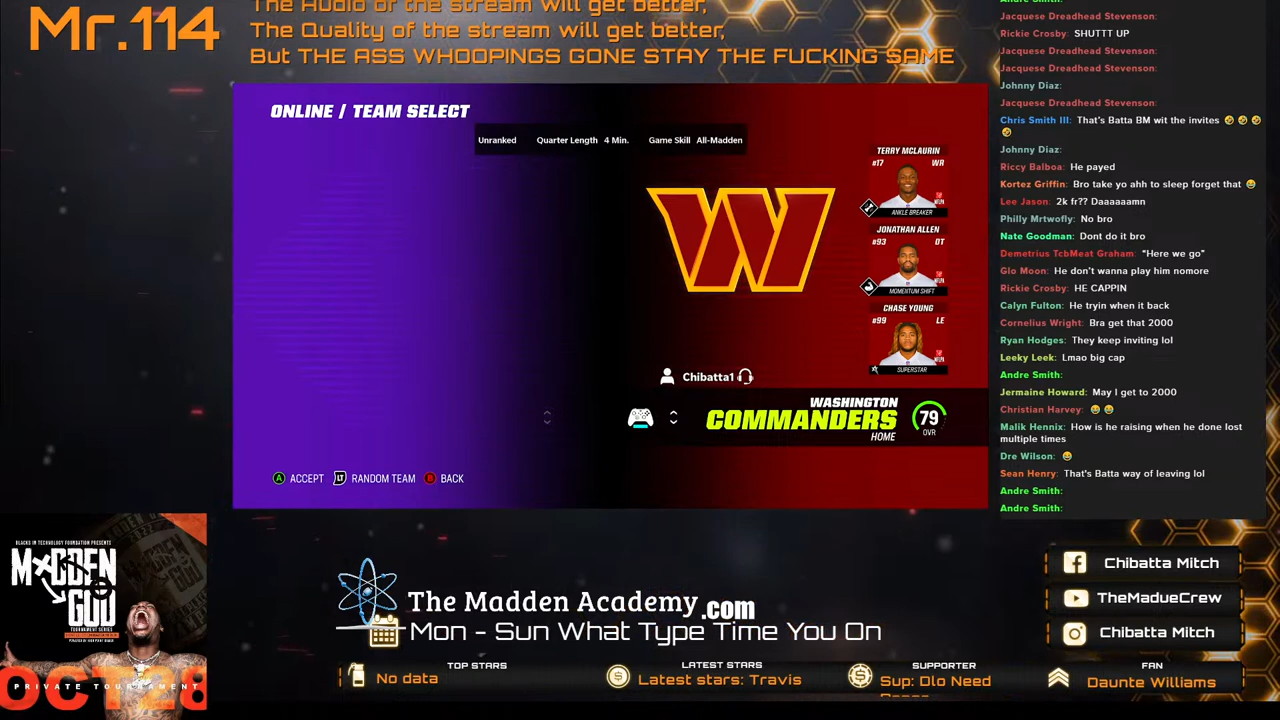 Mr.114
The Audio of the stream will get better,
The Quality of the stream will get better,
But THE ASS WHOOPINGS GONE STAY THE FUCKING SAME
ONLINE / TEAM SELECT
Unranked Quarter Length 4 Min. Game Skill All-Madden
TERRY MCLAURIN
#17 WR
ANKLE BREAKER
JONATHAN ALLEN
#93 DT
MOMENTUM SHIFT
CHASE YOUNG
#99 LE
SUPERSTAR
Chibatta1
WASHINGTON
COMMANDERS
HOME
79
OVR
A ACCEPT LT RANDOM TEAM B BACK
Andre Smith:
Jacquese Dreadhead Stevenson:
Rickie Crosby: SHUTTT UP
Jacquese Dreadhead Stevenson:
Jacquese Dreadhead Stevenson:
Johnny Diaz:
Jacquese Dreadhead Stevenson:
Chris Smith III: That's Batta BM wit the invites 🤣 🤣 🤣
🤣
Johnny Diaz:
Riccy Balboa: He payed
Kortez Griffin: Bro take yo ahh to sleep forget that 😂
Lee Jason: 2k fr?? Daaaaaamn
Philly Mrtwofly: No bro
Nate Goodman: Dont do it bro
Demetrius TcbMeat Graham: "Here we go"
Glo Moon: He don't wanna play him nomore
Rickie Crosby: HE CAPPIN
Calyn Fulton: He tryin when it back
Cornelius Wright: Bra get that 2000
Ryan Hodges: They keep inviting lol
Leeky Leek: Lmao big cap
Andre Smith:
Jermaine Howard: May I get to 2000
Christian Harvey: 😂 😂
Malik Hennix: How is he raising when he done lost
multiple times
Dre Wilson: 😂
Sean Henry: That's Batta way of leaving lol
Andre Smith:
Andre Smith:
BLACKS IN TECHNOLOGY FOUNDATION PRESENTS
MADDEN
GOD
TOURNAMENT SERIES
PRIVATE TOURNAMENT
The Madden Academy.com
Mon - Sun What Type Time You On
Chibatta Mitch
TheMadueCrew
Chibatta Mitch
TOP STARS
No data
LATEST STARS
Latest stars: Travis
SUPPORTER
Sup: Dlo Need
FAN
Daunte Williams